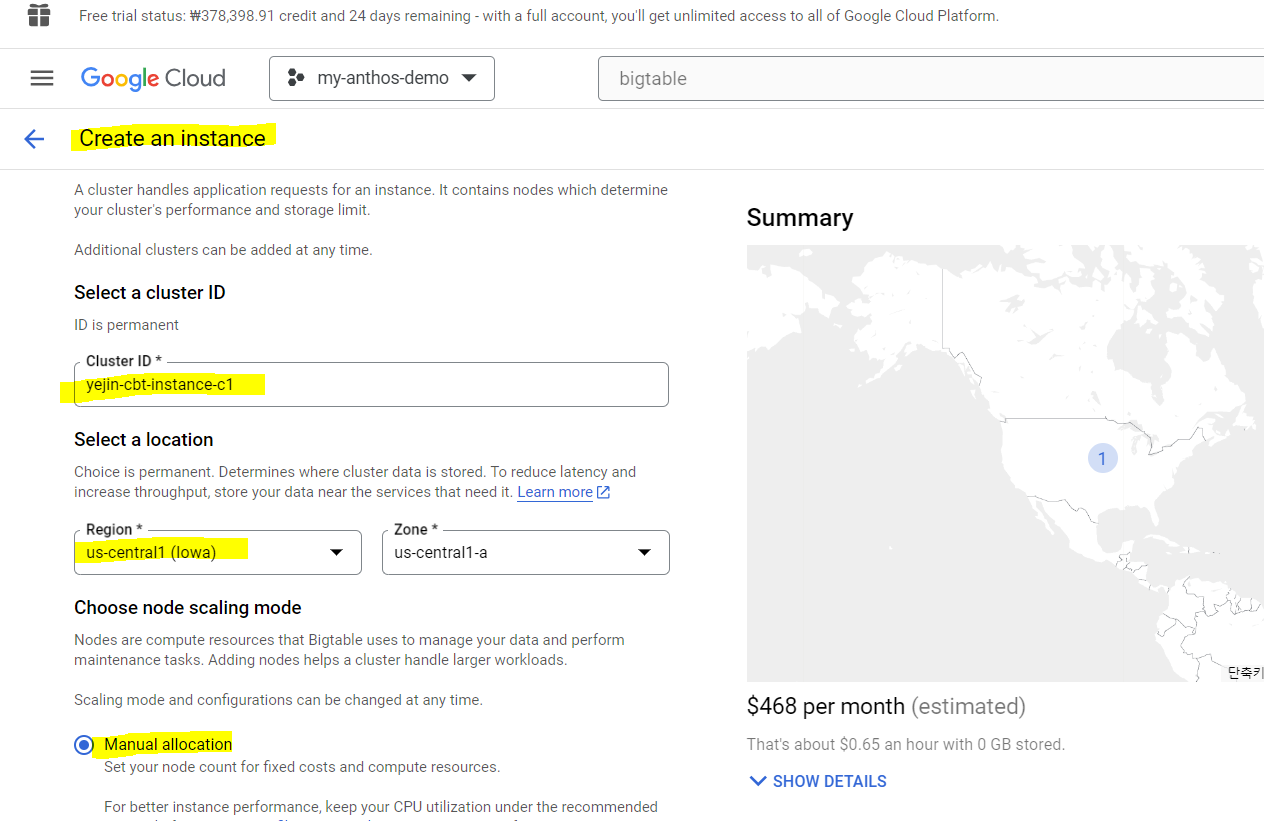 Free trial status: ₩378,398.91 credit and 24 days remaining - with a full account, you'll get unlimited access to all of Google Cloud Platform.
Google Cloud
my-anthos-demo
bigtable
Create an instance
A cluster handles application requests for an instance. It contains nodes which determine
your cluster's performance and storage limit.
Additional clusters can be added at any time.
Select a cluster ID
ID is permanent
Cluster ID *
yejin-cbt-instance-c1
Select a location
Choice is permanent. Determines where cluster data is stored. To reduce latency and
increase throughput, store your data near the services that need it. Learn more
Region *
Zone *
us-central1 (Iowa)
us-central1-a
Choose node scaling mode
Nodes are compute resources that Bigtable uses to manage your data and perform
maintenance tasks. Adding nodes helps a cluster handle larger workloads.
Scaling mode and configurations can be changed at any time.
Manual allocation
Set your node count for fixed costs and compute resources.
For better instance performance, keep your CPU utilization under the recommended
Summary
1
단축키
$468 per month (estimated)
That's about $0.65 an hour with 0 GB stored.
SHOW DETAILS